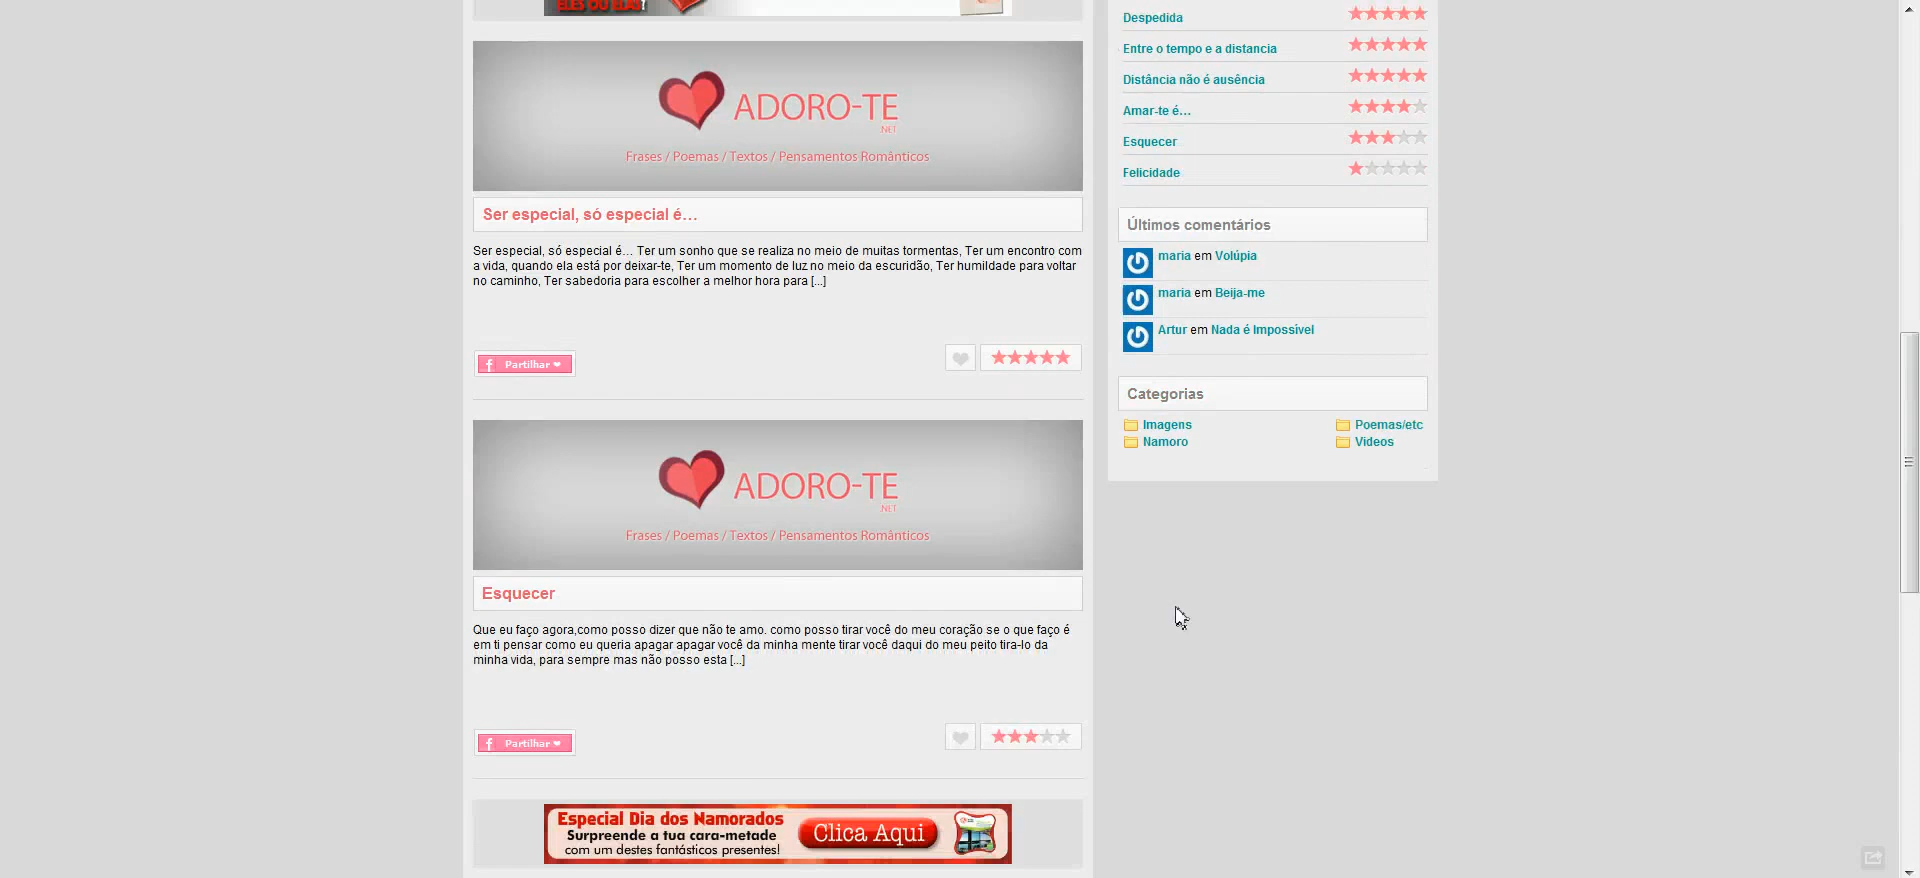 ELES OU ELAS!
ADORO-TE
.NET
Frases / Poemas / Textos / Pensamentos Românticos
Ser especial, só especial é…
Ser especial, só especial é… Ter um sonho que se realiza no meio de muitas tormentas, Ter um encontro com
a vida, quando ela está por deixar-te, Ter um momento de luz no meio da escuridão, Ter humildade para voltar
no caminho, Ter sabedoria para escolher a melhor hora para [...]
f Partilhar ❤
ADORO-TE
.NET
Frases / Poemas / Textos / Pensamentos Românticos
Esquecer
Que eu faço agora,como posso dizer que não te amo. como posso tirar você do meu coração se o que faço é
em ti pensar como eu queria apagar apagar você da minha mente tirar você daqui do meu peito tira-lo da
minha vida, para sempre mas não posso esta [...]
f Partilhar ❤
Especial Dia dos Namorados
Surpreende a tua cara-metade
com um destes fantásticos presentes!
Clica Aqui
Despedida
Entre o tempo e a distancia
Distância não é ausência
Amar-te é…
Esquecer
Felicidade
Últimos comentários
maria em Volúpia
maria em Beija-me
Artur em Nada é Impossível
Categorias
Imagens
Poemas/etc
Namoro
Videos